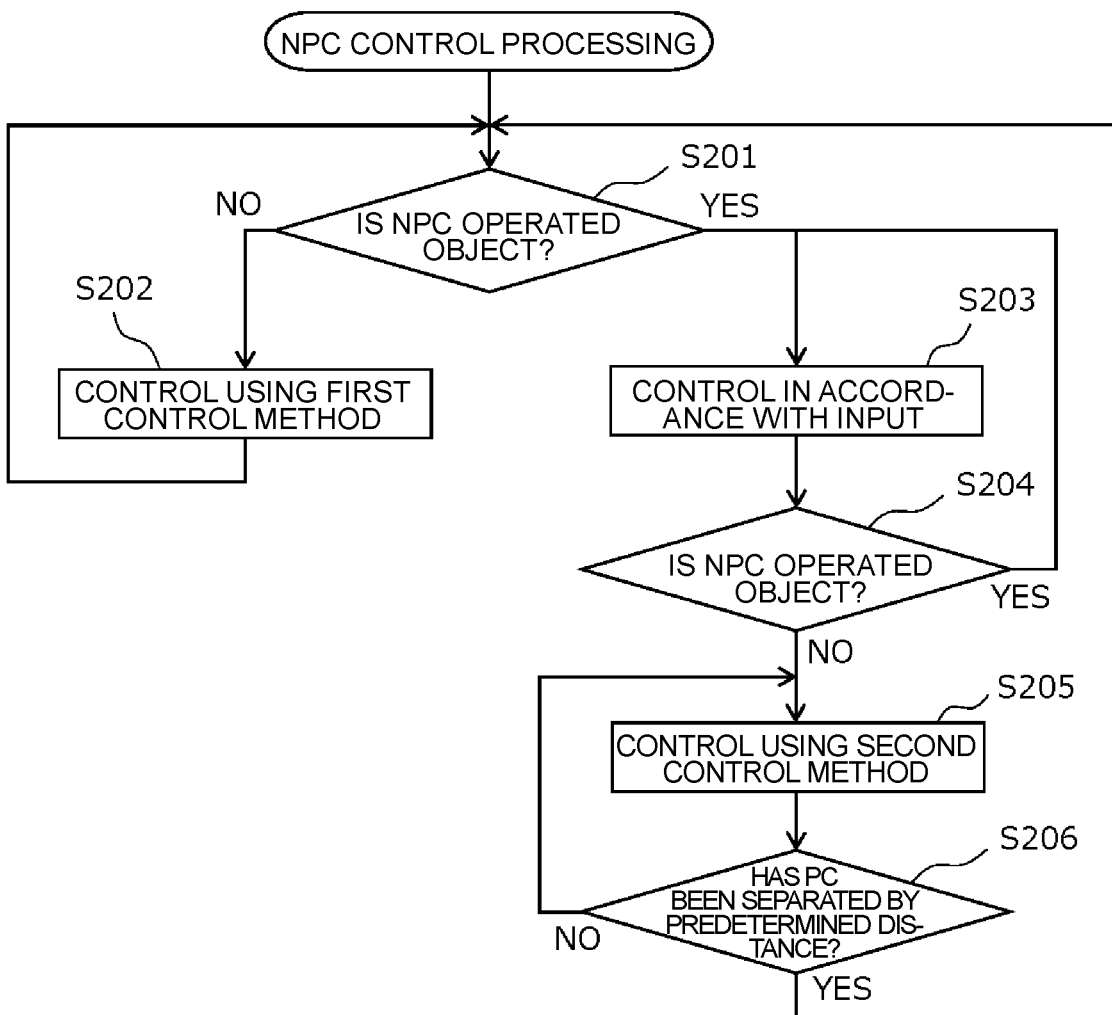 NPC CONTROL PROCESSING
S201
NO
YES
IS NPC OPERATED
OBJECT?
S202
S203
CONTROL USING FIRST
CONTROL METHOD
CONTROL IN ACCORD-
ANCE WITH INPUT
S204
IS NPC OPERATED
OBJECT?
YES
NO
S205
CONTROL USING SECOND
CONTROL METHOD
S206
HAS PC
BEEN SEPARATED BY
PREDETERMINED DIS-
TANCE?
NO
YES